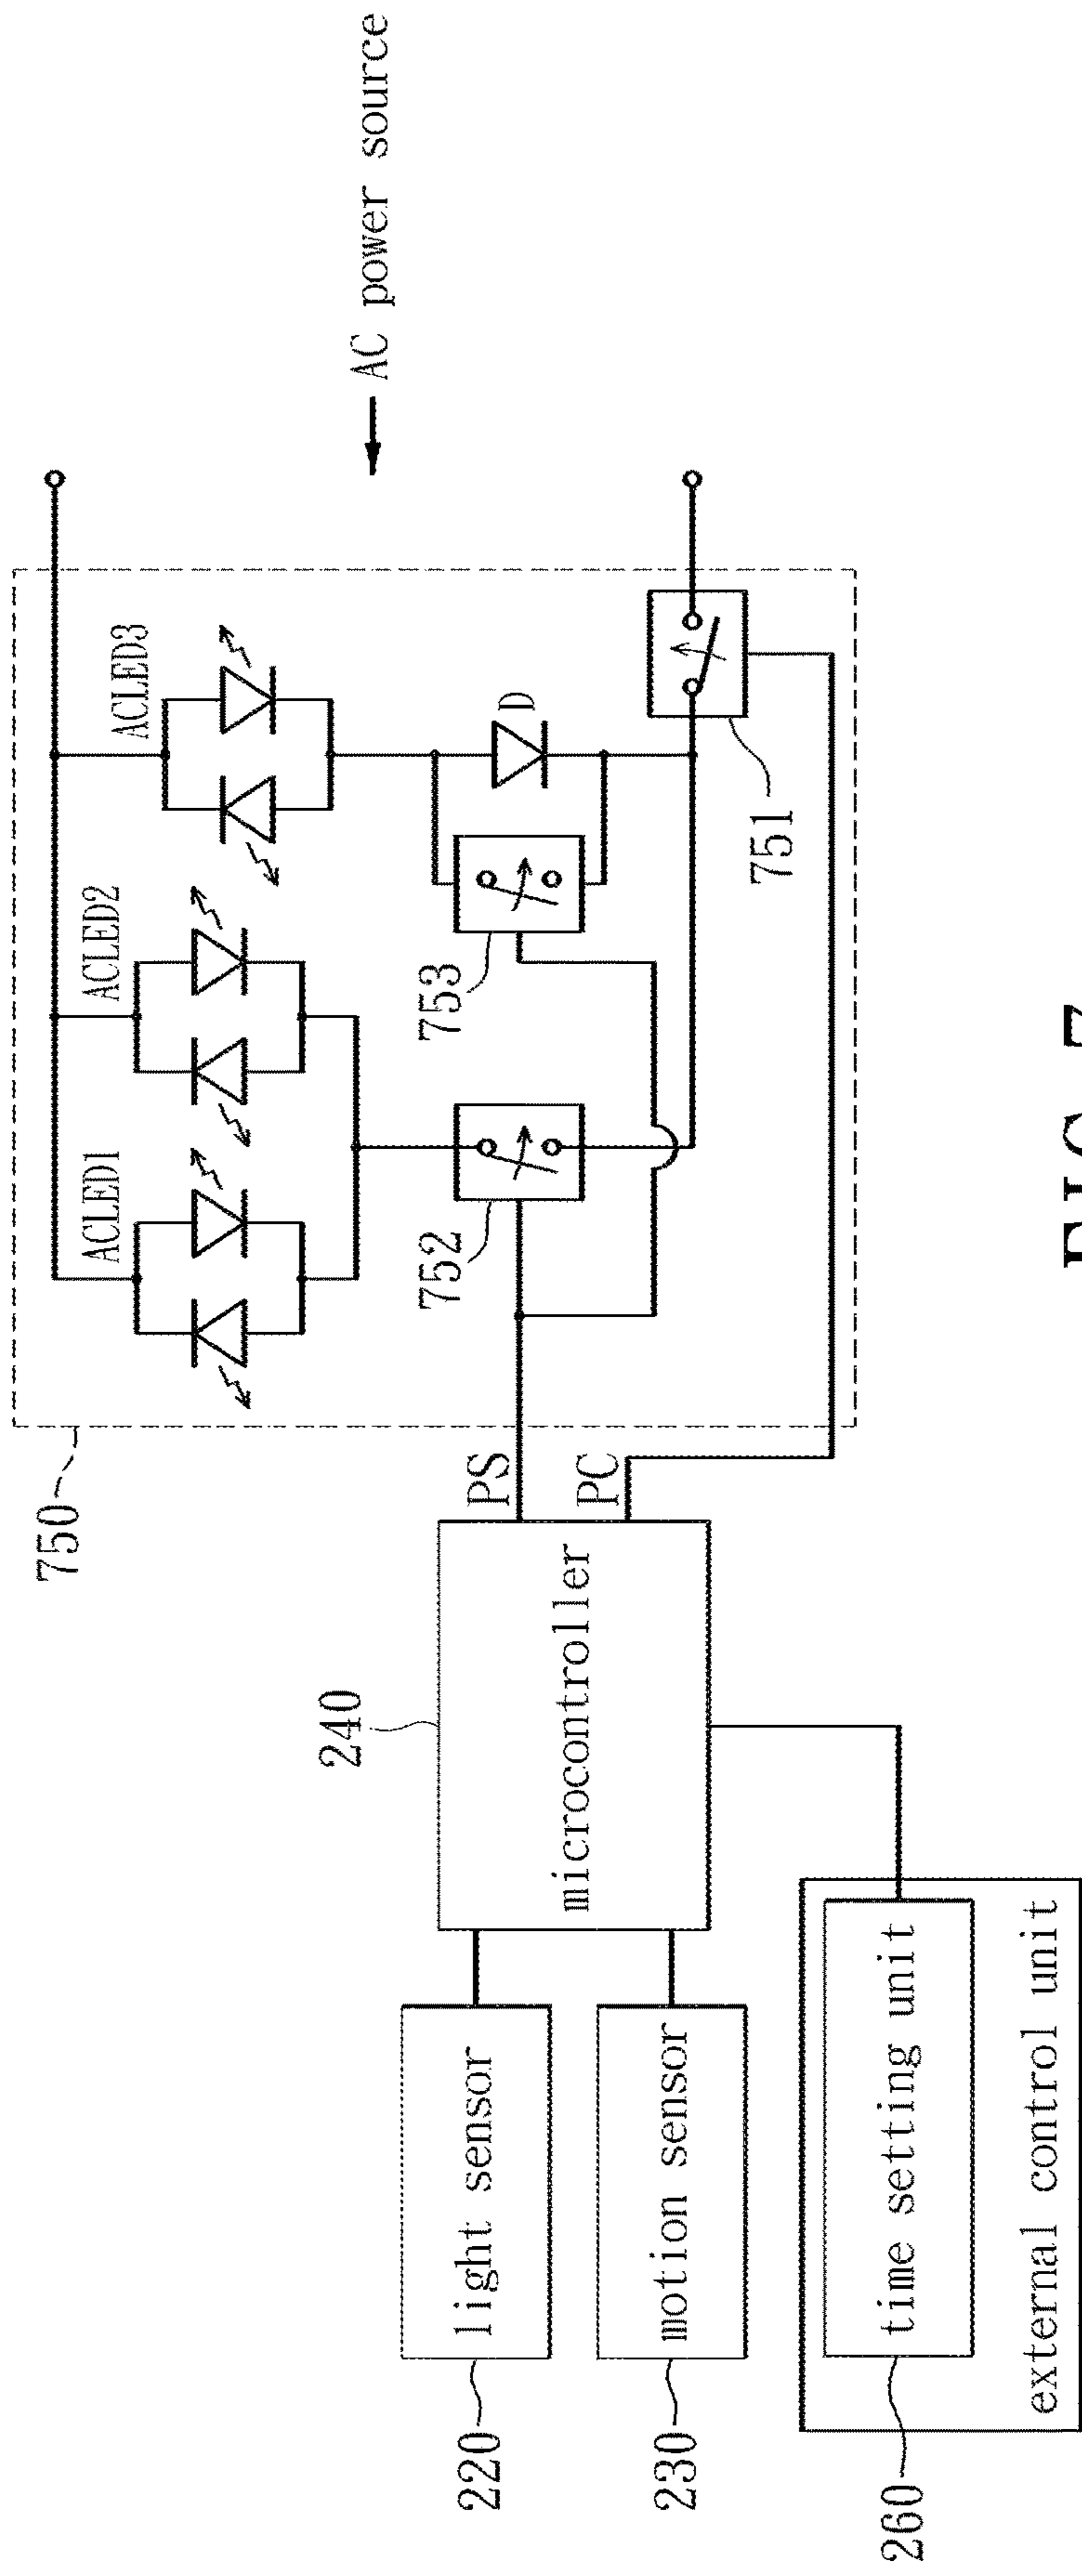 750
ACLED1
ACLED2
ACLED3
AC power source
240
PS
PC
752
753
D
751
microcontroller
220
light sensor
230
motion sensor
260
time setting unit
external control unit